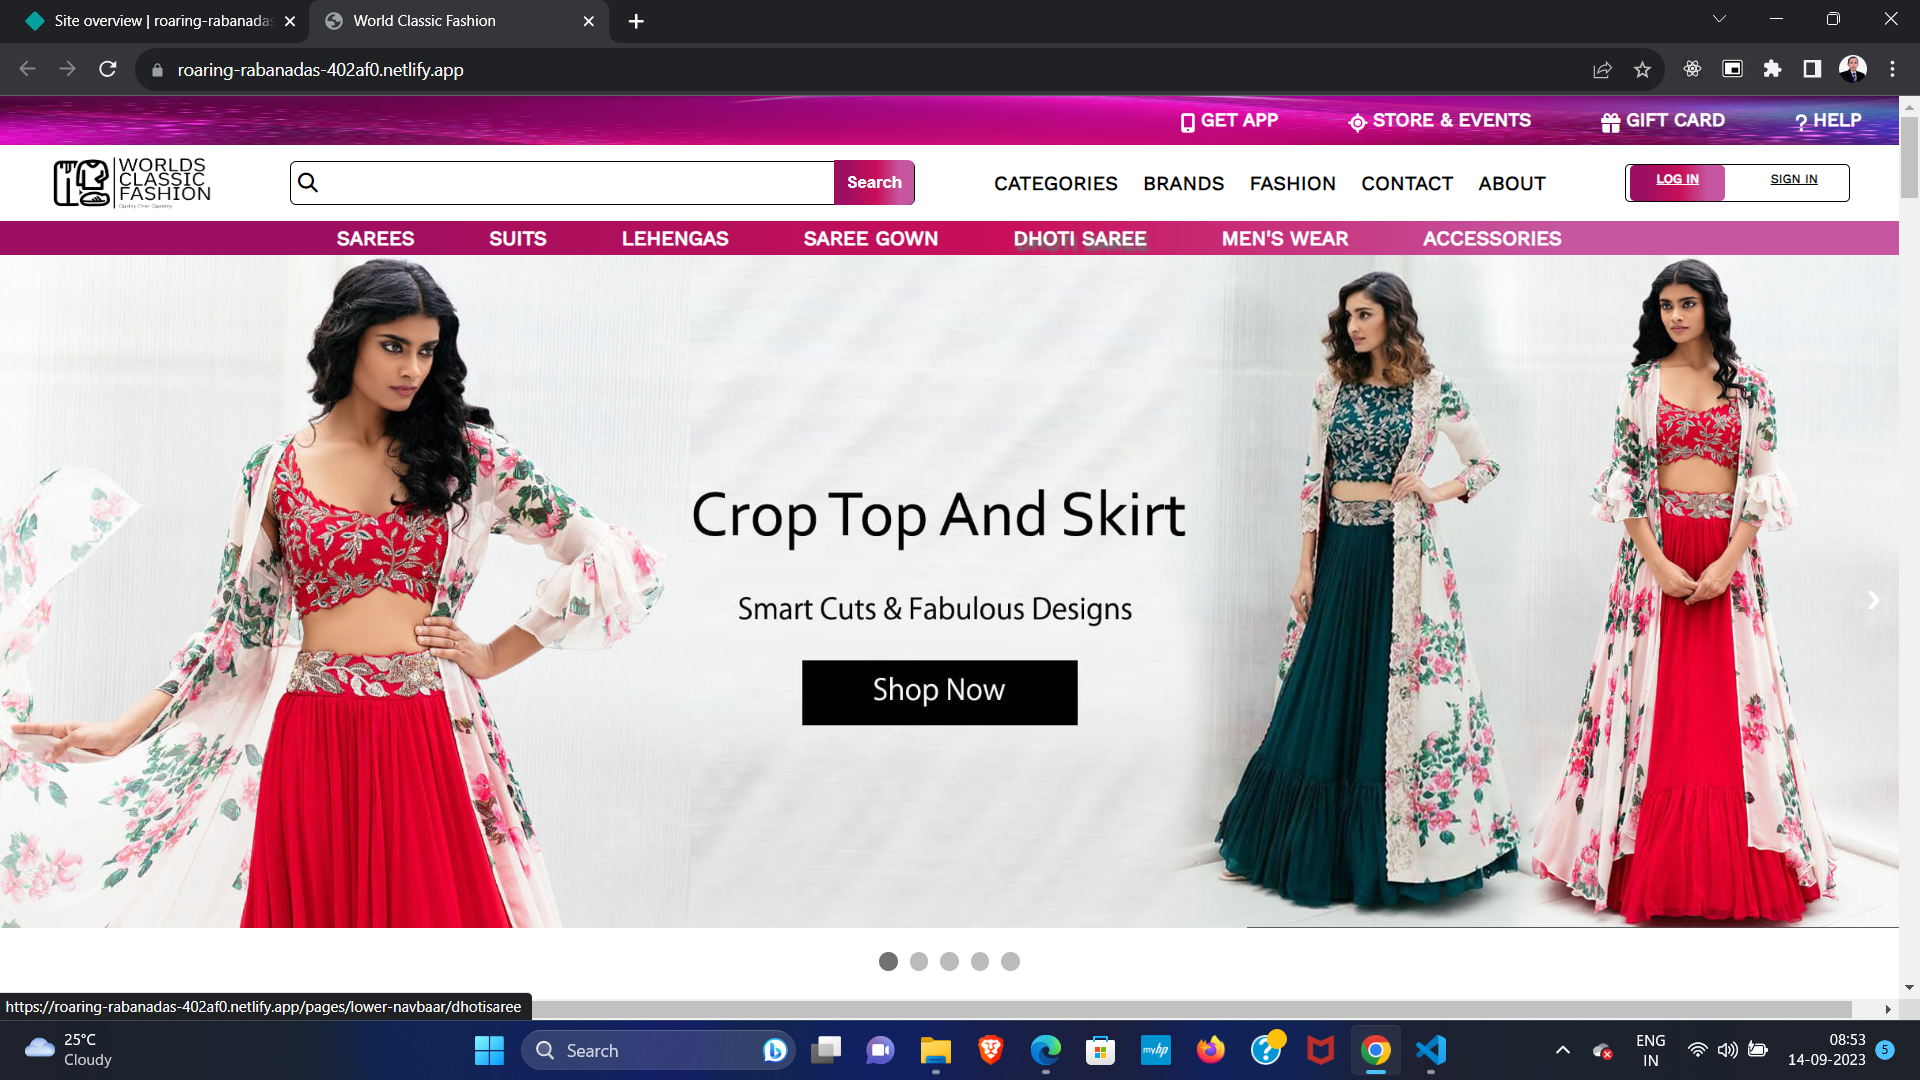 Site overview | roaring-rabanadas
World Classic Fashion
roaring-rabanadas-402af0.netlify.app
GET APP
STORE & EVENTS
GIFT CARD
? HELP
WORLDS
CLASSIC
FASHION
Search
CATEGORIES
BRANDS
FASHION
CONTACT
ABOUT
LOG IN
SIGN IN
SAREES
SUITS
LEHENGAS
SAREE GOWN
DHOTI SAREE
MEN'S WEAR
ACCESSORIES
Crop Top And Skirt
Smart Cuts & Fabulous Designs
Shop Now
https://roaring-rabanadas-402af0.netlify.app/pages/lower-navbaar/dhotisaree
25°C
Cloudy
Search
myhp
ENG
IN
08:53
14-09-2023
5